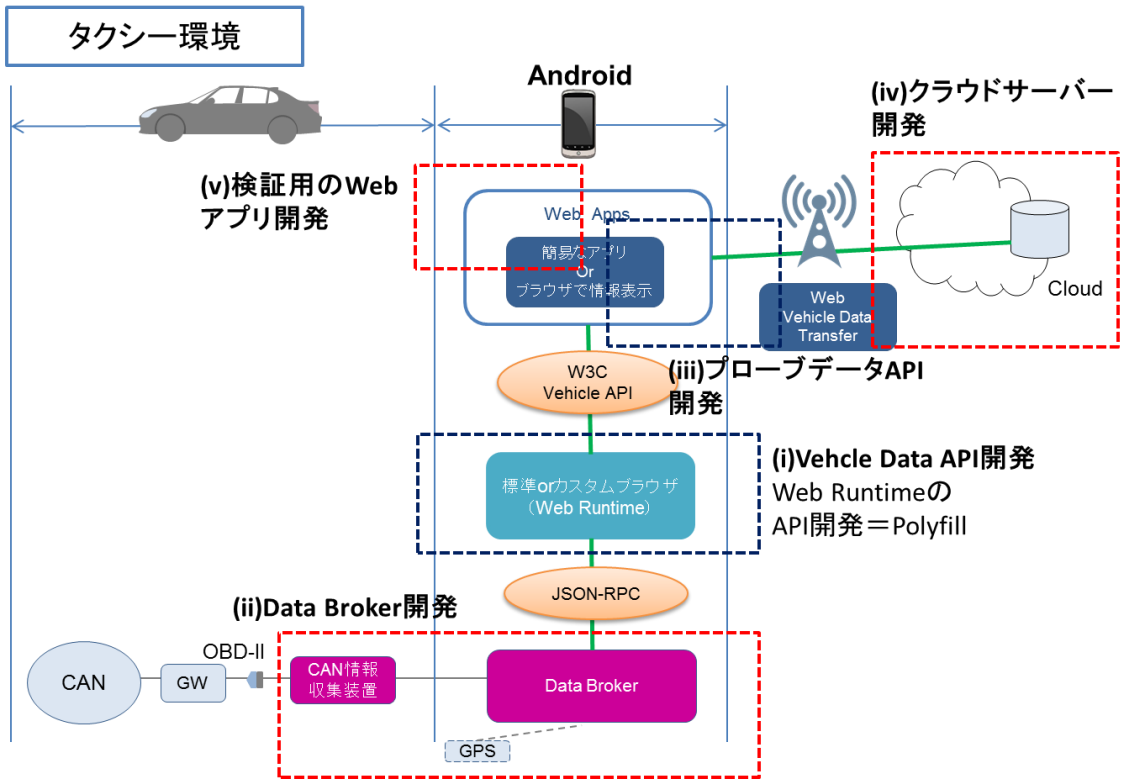 タクシー環境
Android
(iv)クラウドサーバー
開発
(v)検証用のWeb
アプリ開発
Web Apps
簡易なアプリ
Or
ブラウザで情報表示
Cloud
Web
Vehicle Data
Transfer
(iii)プローブデータAPI
開発
W3C
Vehicle API
(i)Vehcle Data API開発
Web Runtimeの
API開発＝Polyfill
標準orカスタムブラウザ
（Web Runtime）
JSON-RPC
(ii)Data Broker開発
OBD-II
CAN
GW
CAN情報
収集装置
Data Broker
GPS